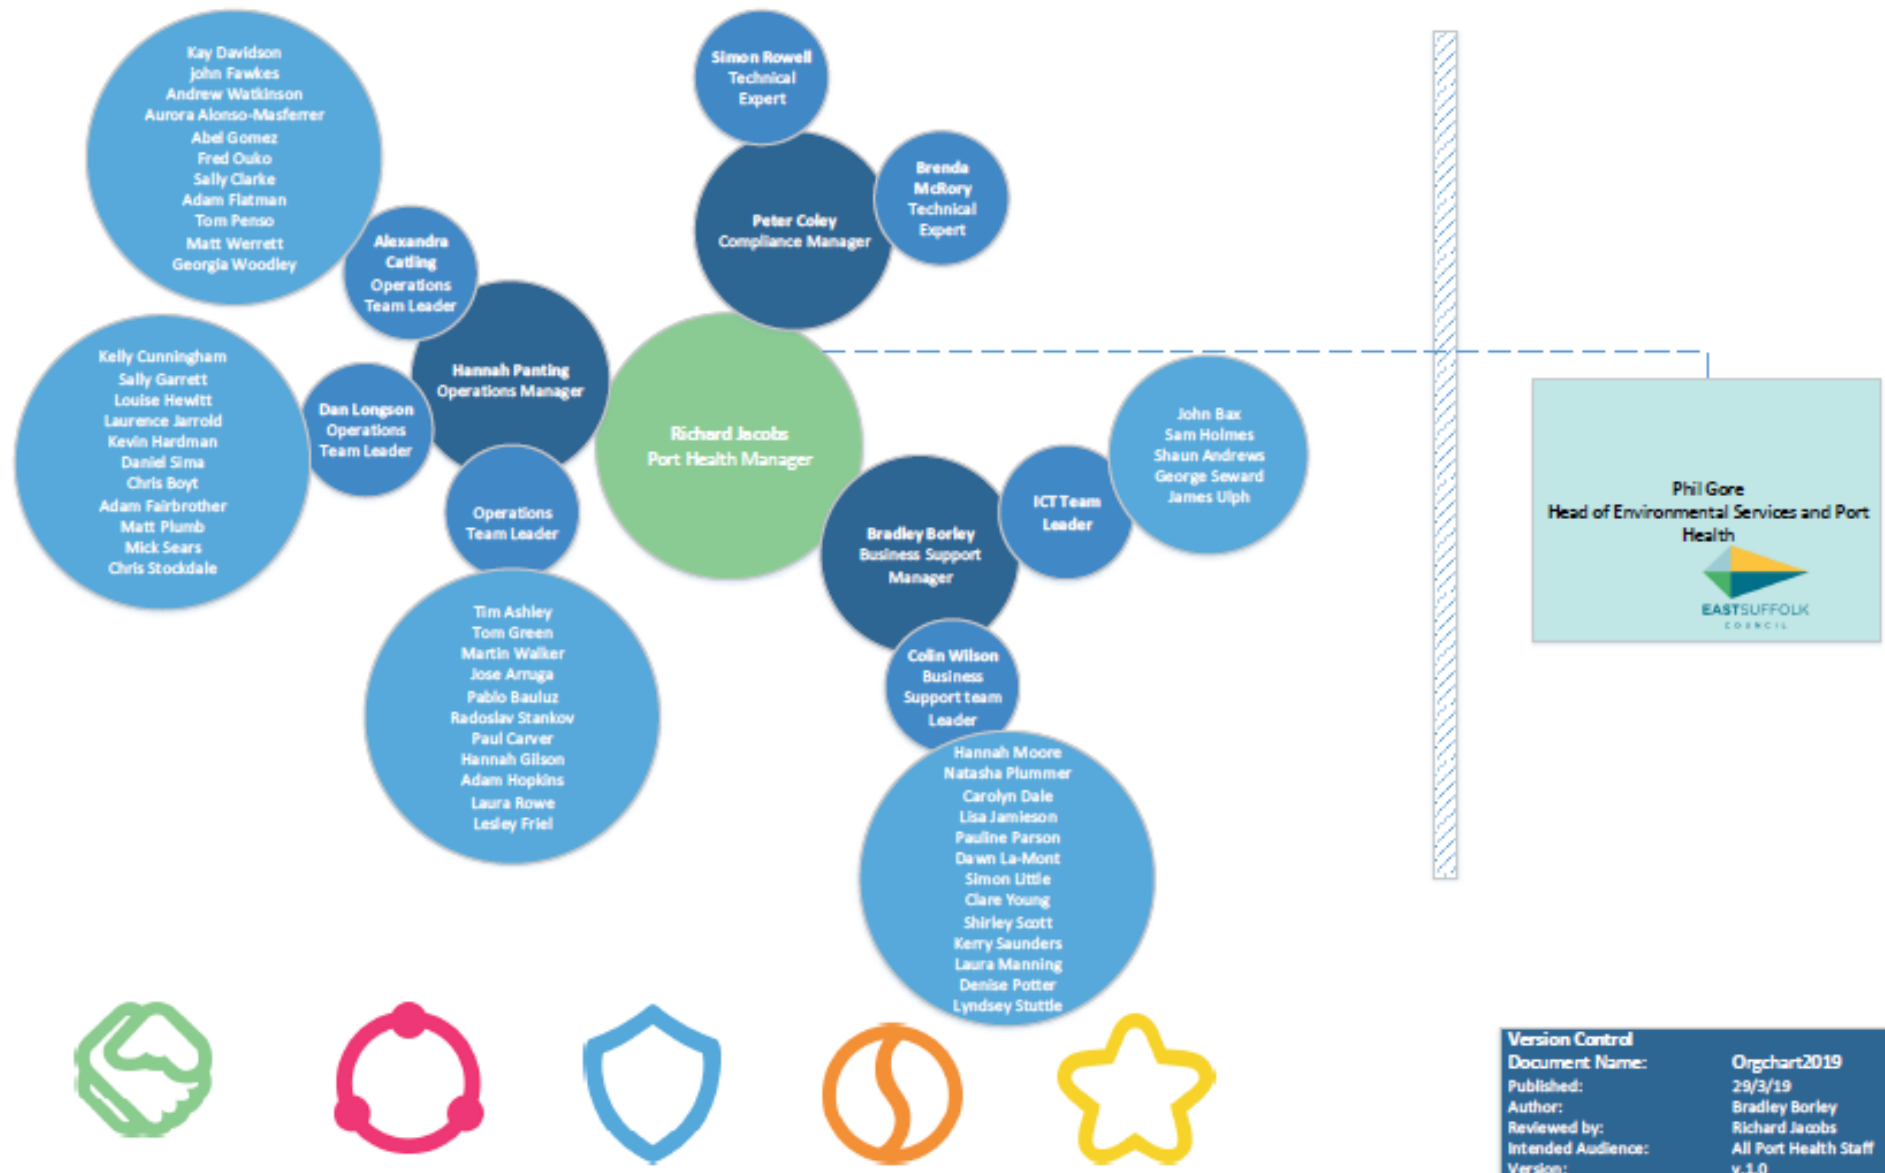 Kay Davidson
john Fawkes
Andrew Watkinson
Aurora Alonso-Masferrer
Abel Gomez
Fred Ouko
Sally Clarke
Adam Flatman
Tom Penso
Matt Werrett
Georgia Woodley
Alexandra
Catling
Operations
Team Leader
Kelly Cunningham
Sally Garrett
Louise Hewitt
Laurence Jarrold
Kevin Hardman
Daniel Sima
Chris Boyt
Adam Fairbrother
Matt Plumb
Mick Sears
Chris Stockdale
Dan Longson
Operations
Team Leader
Hannah Panting
Operations Manager
Operations
Team Leader
Tim Ashley
Tom Green
Martin Walker
Jose Arruga
Pablo Bauluz
Radoslav Stankov
Paul Carver
Hannah Gilson
Adam Hopkins
Laura Rowe
Lesley Friel
Simon Rowell
Technical
Expert
Brenda
McRory
Technical
Expert
Peter Coley
Compliance Manager
Richard Jacobs
Port Health Manager
Bradley Borley
Business Support
Manager
ICT Team
Leader
John Bax
Sam Holmes
Shaun Andrews
George Seward
James Ulph
Colin Wilson
Business
Support team
Leader
Hannah Moore
Natasha Plummer
Carolyn Dale
Lisa Jamieson
Pauline Parson
Dawn La-Mont
Simon Little
Clare Young
Shirley Scott
Kerry Saunders
Laura Manning
Denise Potter
Lyndsey Stuttle
Phil Gore
Head of Environmental Services and Port
Health
EASTSUFFOLK
COUNCIL
Version Control
Document Name: Orgchart2019
Published: 29/3/19
Author: Bradley Borley
Reviewed by: Richard Jacobs
Intended Audience: All Port Health Staff
Version: v.1.0